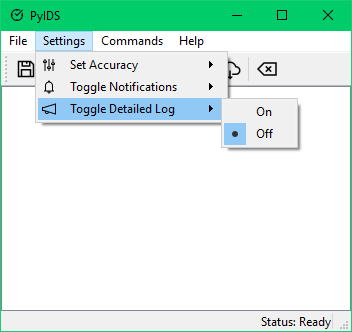 PyIDS
File Settings Commands Help
Set Accuracy
Toggle Notifications
Toggle Detailed Log
On
Off
Status: Ready